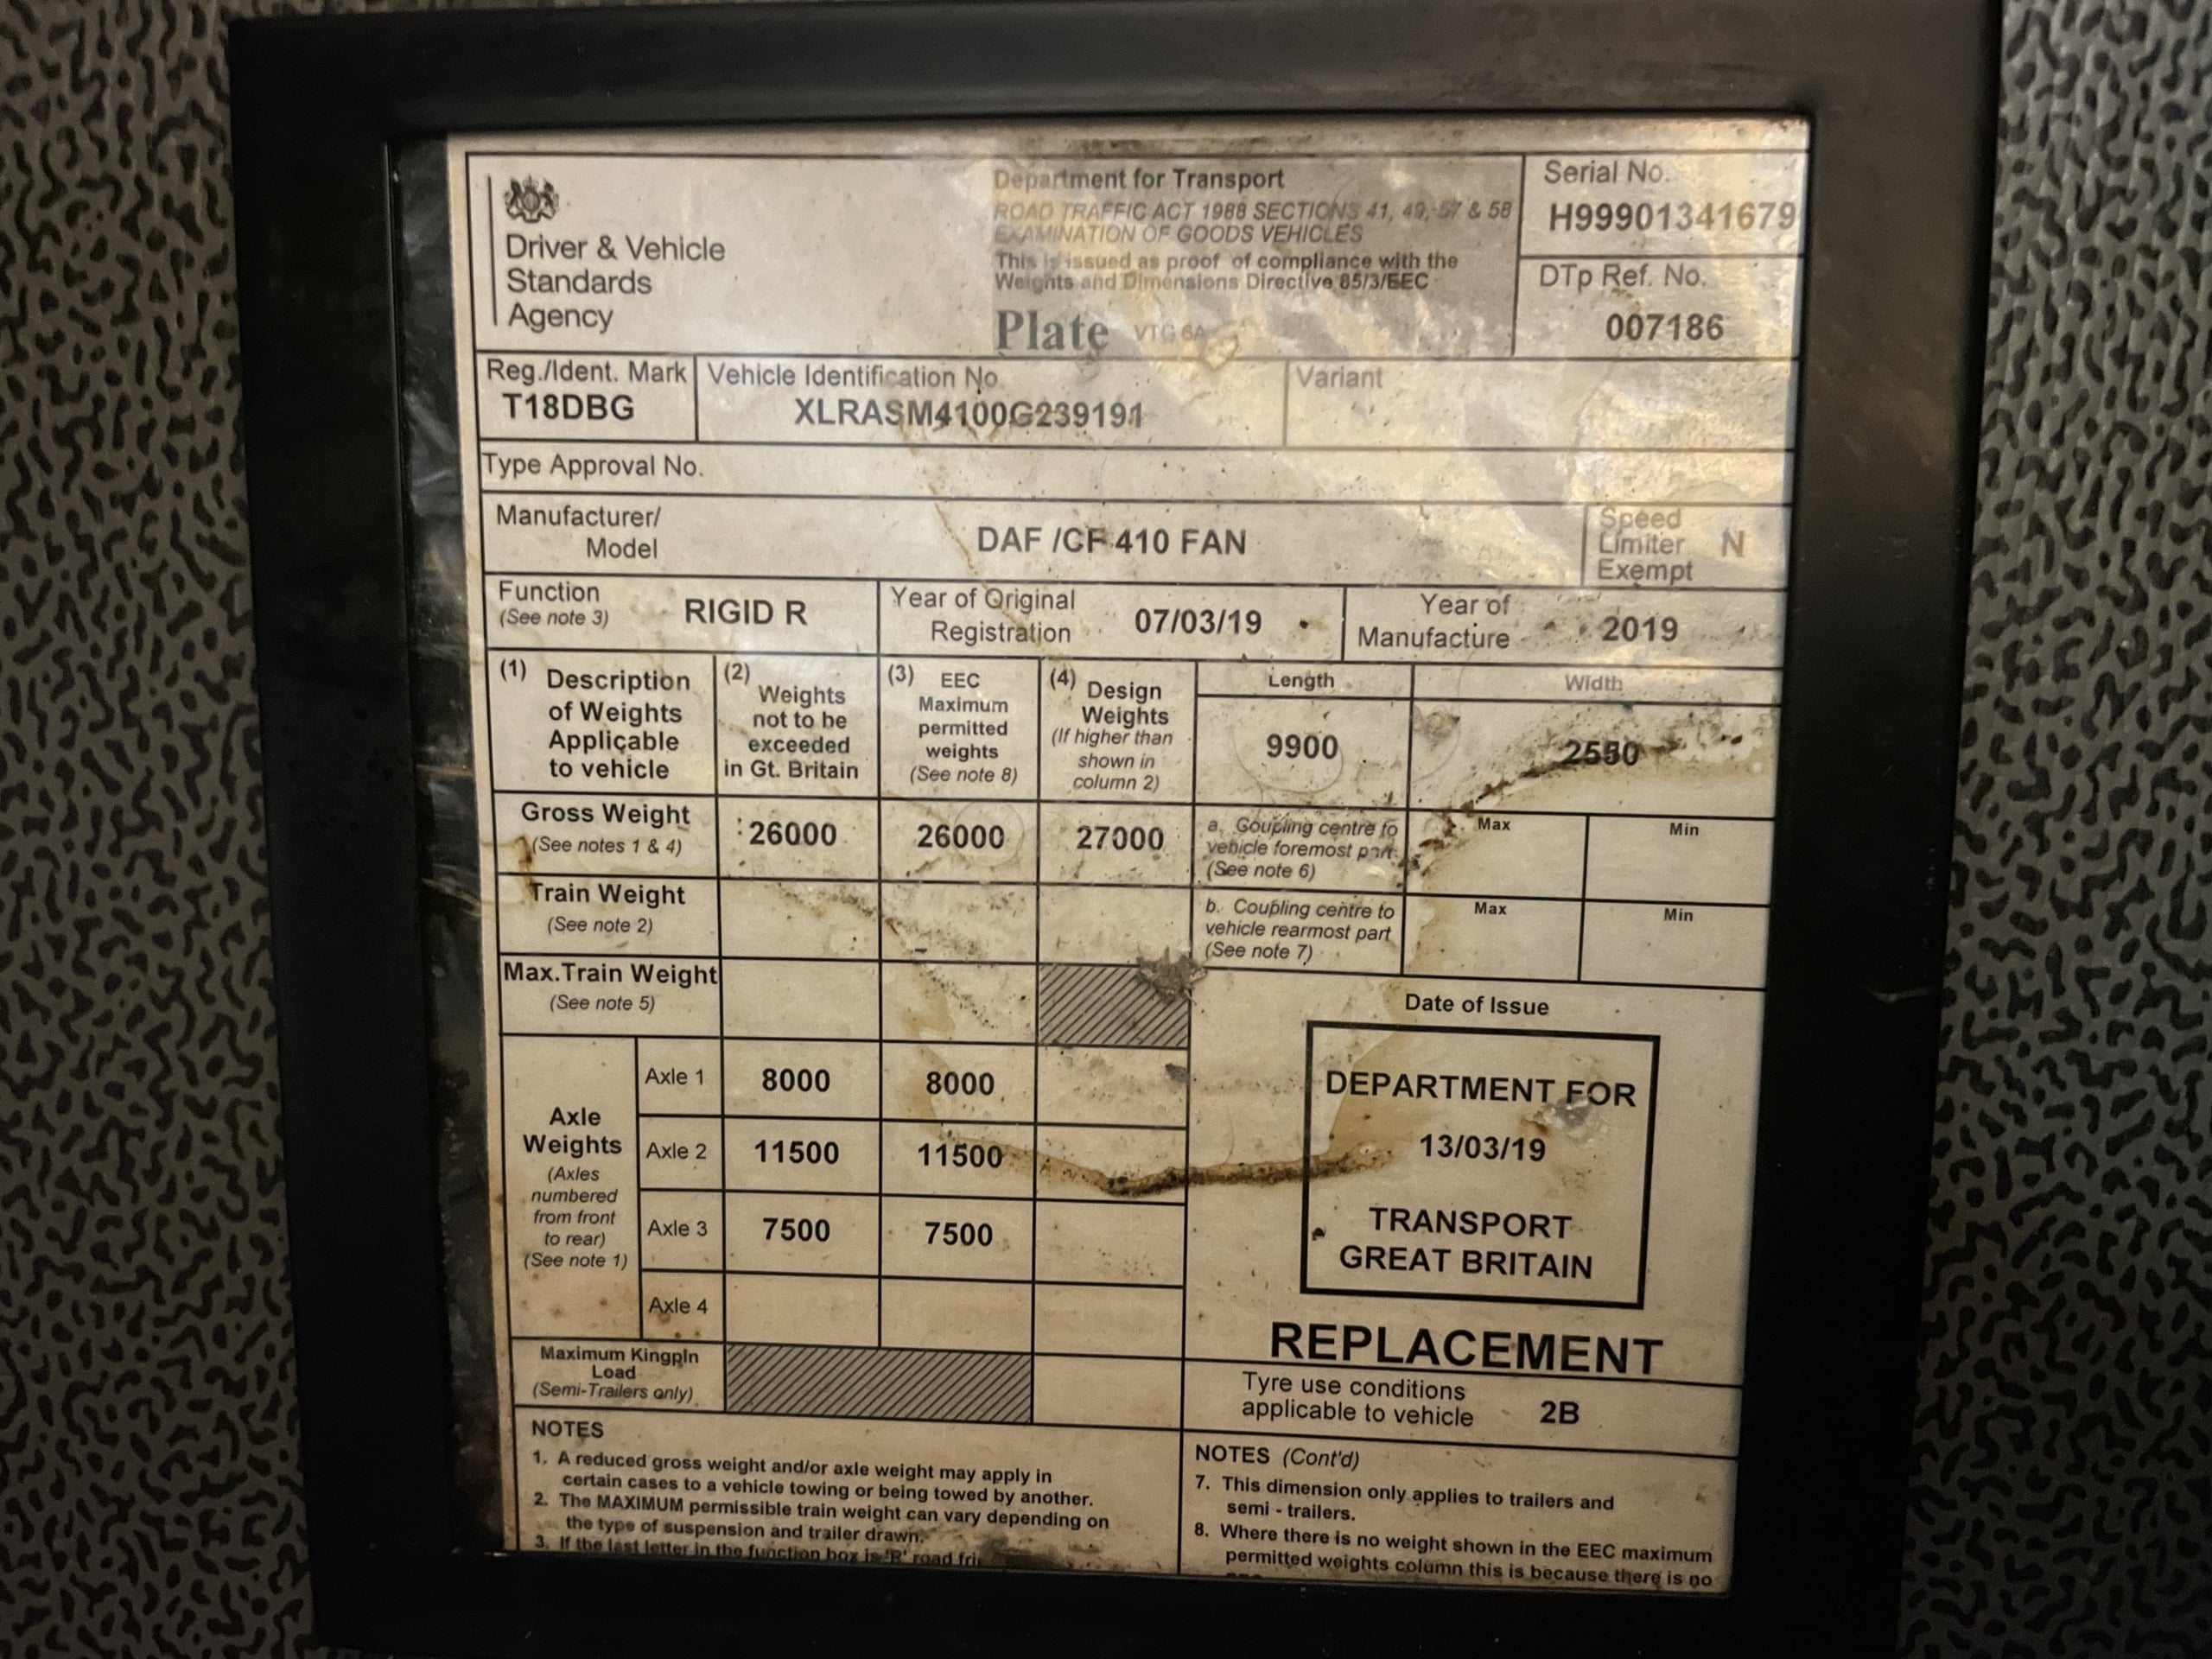 Driver & Vehicle
Standards
Agency
Department for Transport
ROAD TRAFFIC ACT 1988 SECTIONS 41, 49, 57 & 58
EXAMINATION OF GOODS VEHICLES
This is issued as proof of compliance with the
Weights and Dimensions Directive 85/3/EEC
Plate VTG 6A
Serial No.
H99901341679
DTp Ref. No.
007186
Reg./Ident. Mark
T18DBG
Vehicle Identification No.
XLRASM4100G239191
Variant
Type Approval No.
Manufacturer/
Model
DAF /CF 410 FAN
Speed
Limiter
Exempt
N
Function
(See note 3)
RIGID R
Year of Original
Registration
07/03/19
Year of
Manufacture
2019
(1) Description
of Weights
Applicable
to vehicle
(2) Weights
not to be
exceeded
in Gt. Britain
(3) EEC
Maximum
permitted
weights
(See note 8)
(4) Design
Weights
(If higher than
shown in
column 2)
Length
9900
Width
2550
Gross Weight
(See notes 1 & 4)
26000
26000
27000
a. Coupling centre to
vehicle foremost part
(See note 6)
Max
Min
Train Weight
(See note 2)
b. Coupling centre to
vehicle rearmost part
(See note 7)
Max
Min
Max.Train Weight
(See note 5)
Axle
Weights
(Axles
numbered
from front
to rear)
(See note 1)
Axle 1
8000
8000
Axle 2
11500
11500
Axle 3
7500
7500
Axle 4
Maximum Kingpin
Load
(Semi-Trailers only)
Date of Issue
DEPARTMENT FOR
13/03/19
TRANSPORT
GREAT BRITAIN
REPLACEMENT
Tyre use conditions
applicable to vehicle
2B
NOTES
1. A reduced gross weight and/or axle weight may apply in
certain cases to a vehicle towing or being towed by another.
2. The MAXIMUM permissible train weight can vary depending on
the type of suspension and trailer drawn.
3. If the last letter in the function box is 'R' road
NOTES (Cont'd)
7. This dimension only applies to trailers and
semi - trailers.
8. Where there is no weight shown in the EEC maximum
permitted weights column this is because there is no